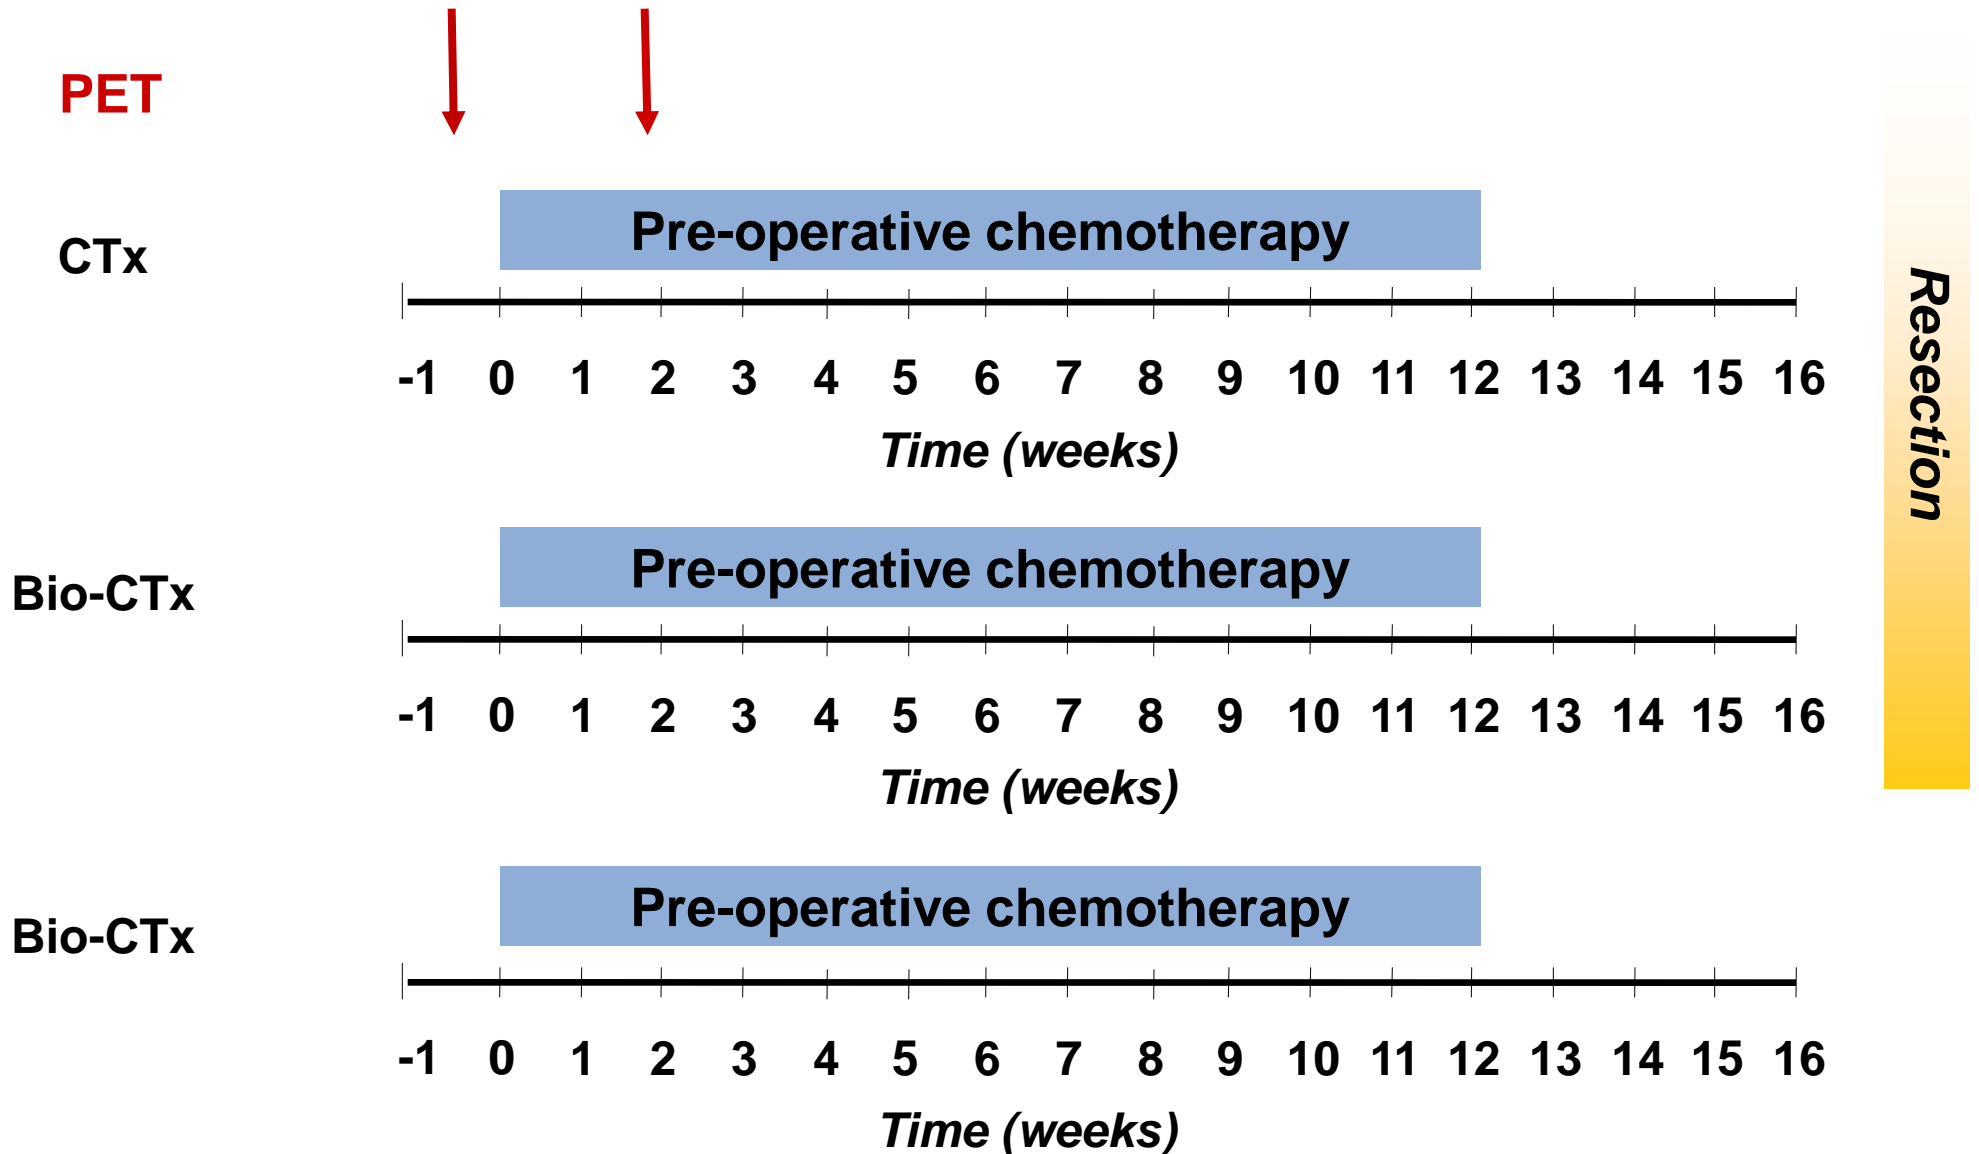 PET
CTx
Pre-operative chemotherapy
-1 0 1 2 3 4 5 6 7 8 9 10 11 12 13 14 15 16
Time (weeks)
Bio-CTx
Pre-operative chemotherapy
-1 0 1 2 3 4 5 6 7 8 9 10 11 12 13 14 15 16
Time (weeks)
Bio-CTx
Pre-operative chemotherapy
-1 0 1 2 3 4 5 6 7 8 9 10 11 12 13 14 15 16
Time (weeks)
Resection